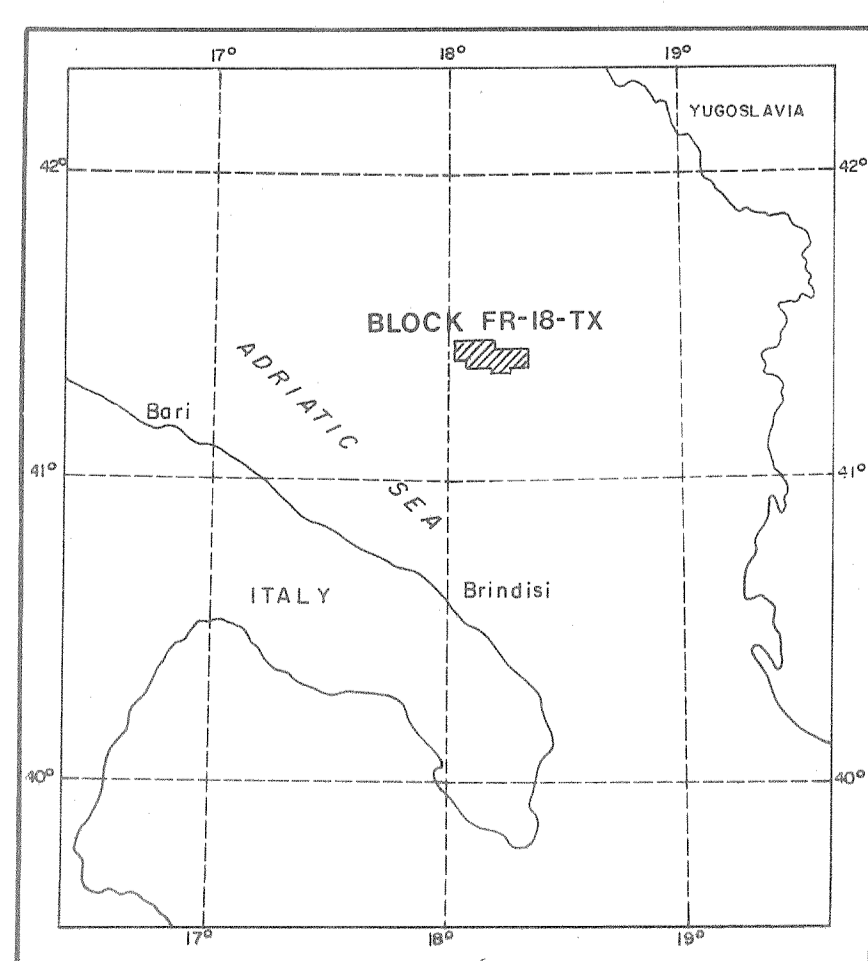 17° 18° 19°
YUGOSLAVIA
42° 42°
BLOCK FR-18-TX
ADRIATIC SEA
Bari
41° 41°
ITALY
Brindisi
40° 40°
17° 18° 19°